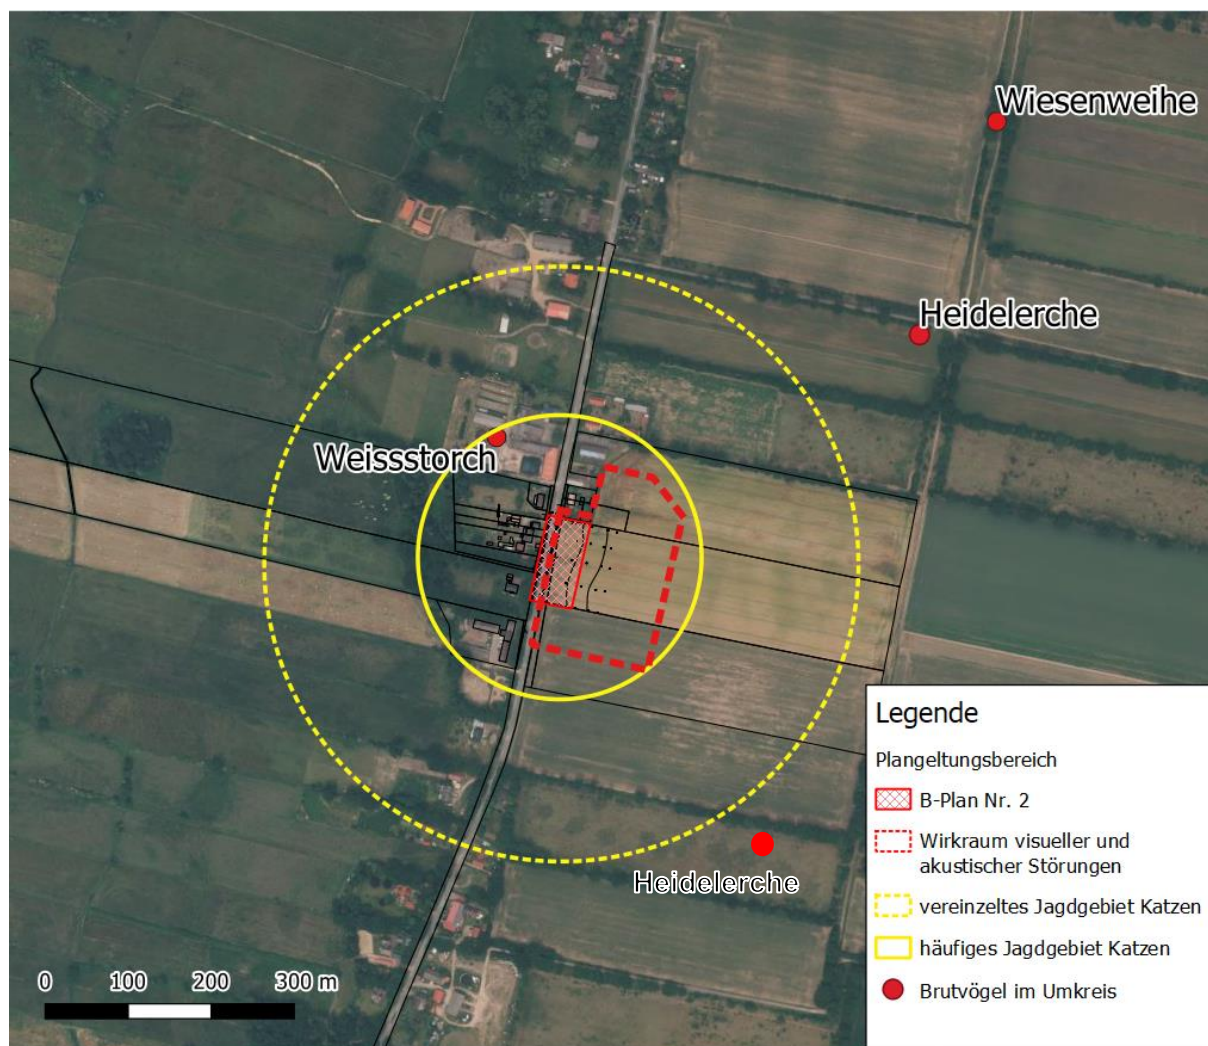 Wiesenweihe
Heidelerche
Weissstorch
Heidelerche
0 100 200 300 m
Legende
Plangeltungsbereich
B-Plan Nr. 2
Wirkraum visueller und
akustischer Störungen
vereinzeltes Jagdgebiet Katzen
häufiges Jagdgebiet Katzen
Brutvögel im Umkreis